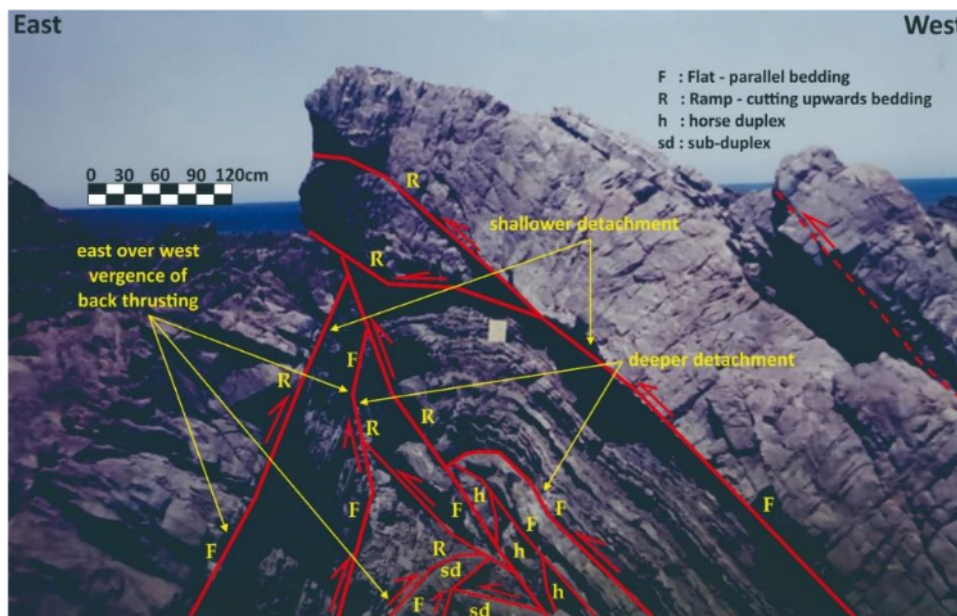 East
West
F : Flat - parallel bedding
R : Ramp - cutting upwards bedding
h : horse duplex
sd : sub-duplex
0 30 60 90 120cm
R
shallower detachment
east over west
vergence of
back thrusting
R
F
deeper detachment
R
R
R
h
F
F
F
F
F
F
R
h
sd
h
F
sd